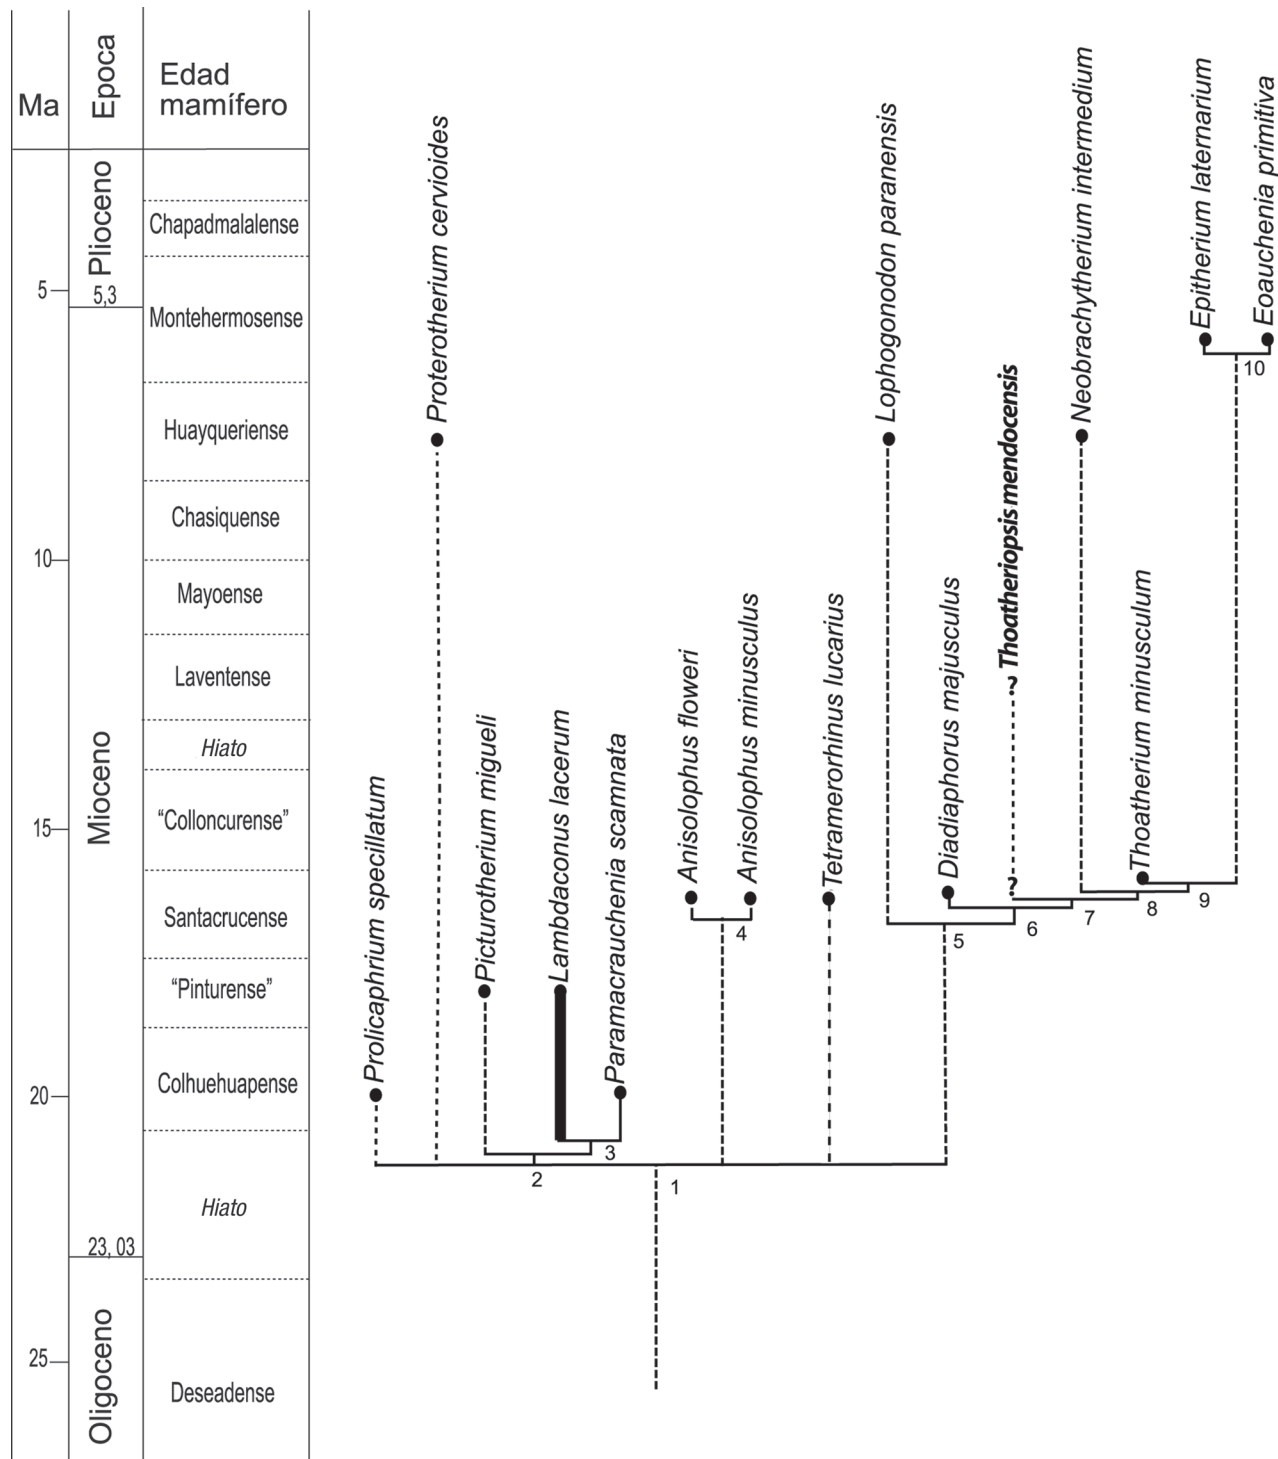 Ma
Epoca
Edad
mamífero
Plioceno
5,3
Mioceno
23, 03
Oligoceno
5
10
15
20
25
Chapadmalalense
Montehermosense
Huayqueriense
Chasiquense
Mayoense
Laventense
Hiato
“Colloncurense”
Santacrucense
“Pinturense”
Colhuehuapense
Hiato
Deseadense
Prolicaphrium specillatum
Proterotherium cervioides
Picturotherium migueli
Lambdaconus lacerum
Paramacrauchenia scamnata
Anisolophus floweri
Anisolophus minusculus
Tetramerorhinus lucarius
Lophogonodon paranensis
Diadiaphorus majusculus
Thoatheriopsis mendocensis
?
?
Neobrachytherium intermedium
Thoatherium minusculum
Epitherium laternarium
Eoauchenia primitiva
1
2
3
4
5
6
7
8
9
10